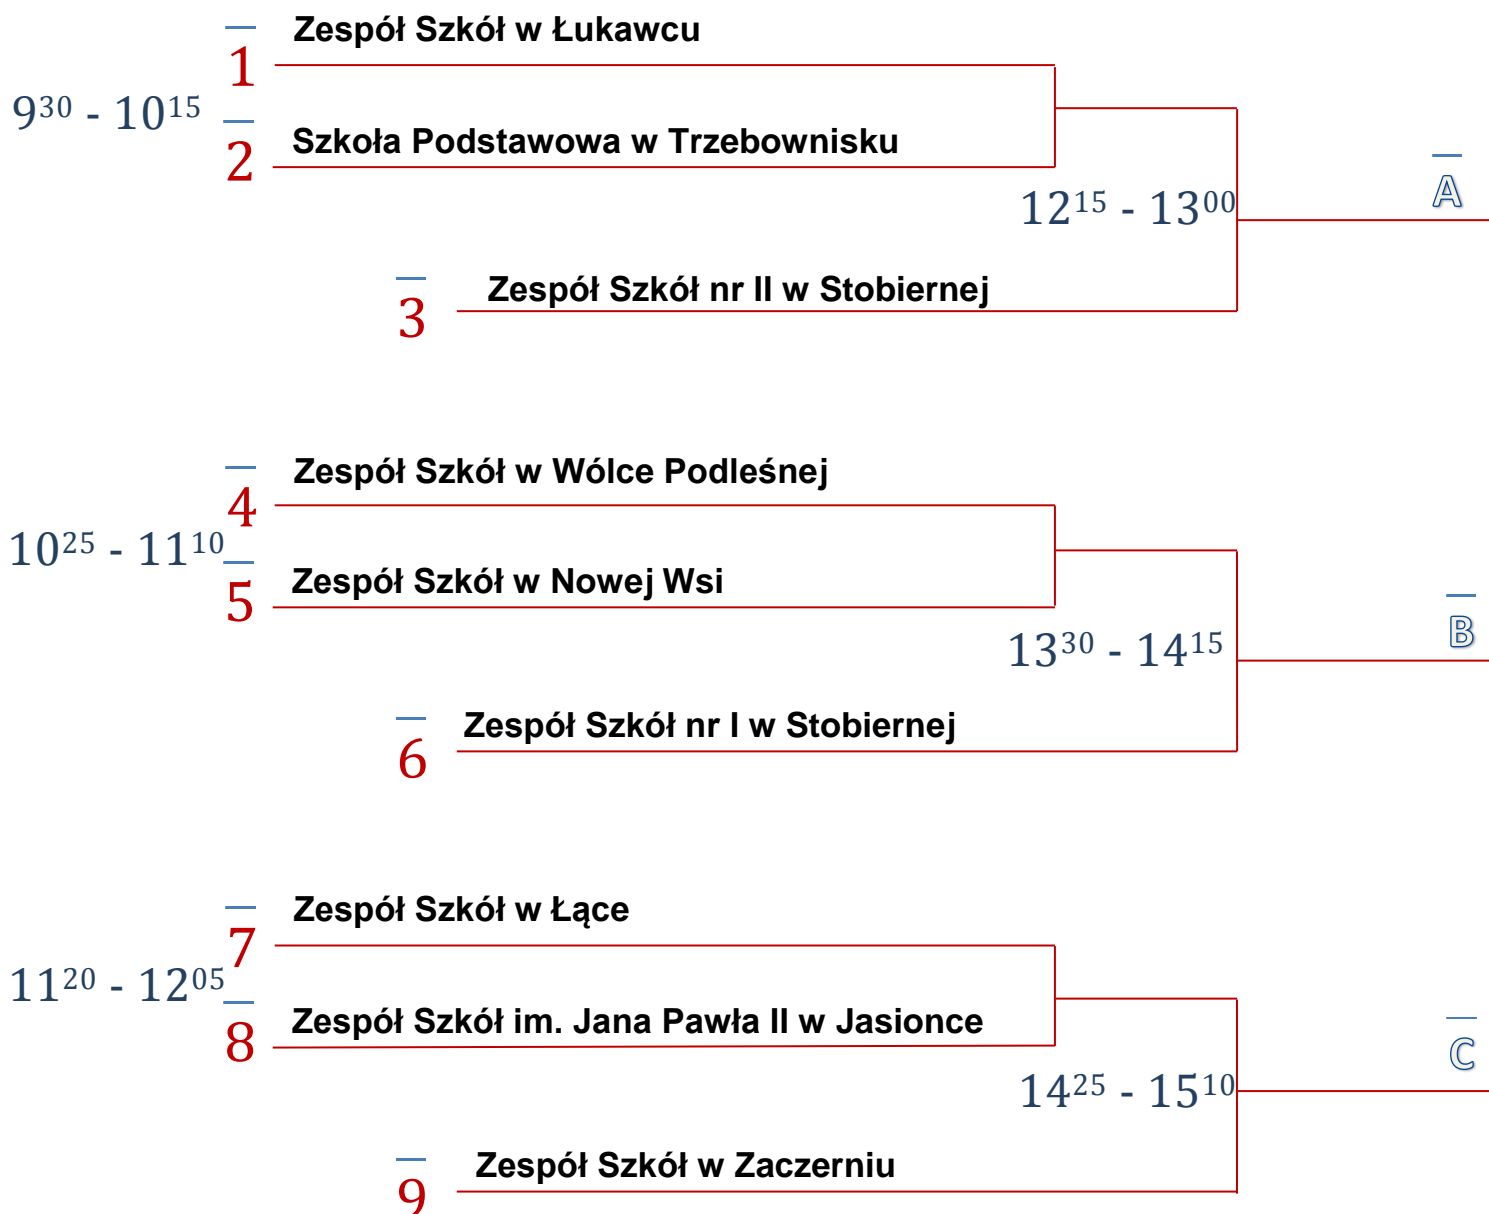 Zespół Szkół w Łukawcu
1
9³⁰ - 10¹⁵
Szkoła Podstawowa w Trzebownisku
2
12¹⁵ - 13⁰⁰
A
Zespół Szkół nr II w Stobiernej
3
Zespół Szkół w Wólce Podleśnej
4
10²⁵ - 11¹⁰
Zespół Szkół w Nowej Wsi
5
13³⁰ - 14¹⁵
B
Zespół Szkół nr I w Stobiernej
6
Zespół Szkół w Łące
7
11²⁰ - 12⁰⁵
Zespół Szkół im. Jana Pawła II w Jasionce
8
14²⁵ - 15¹⁰
C
Zespół Szkół w Zaczerniu
9